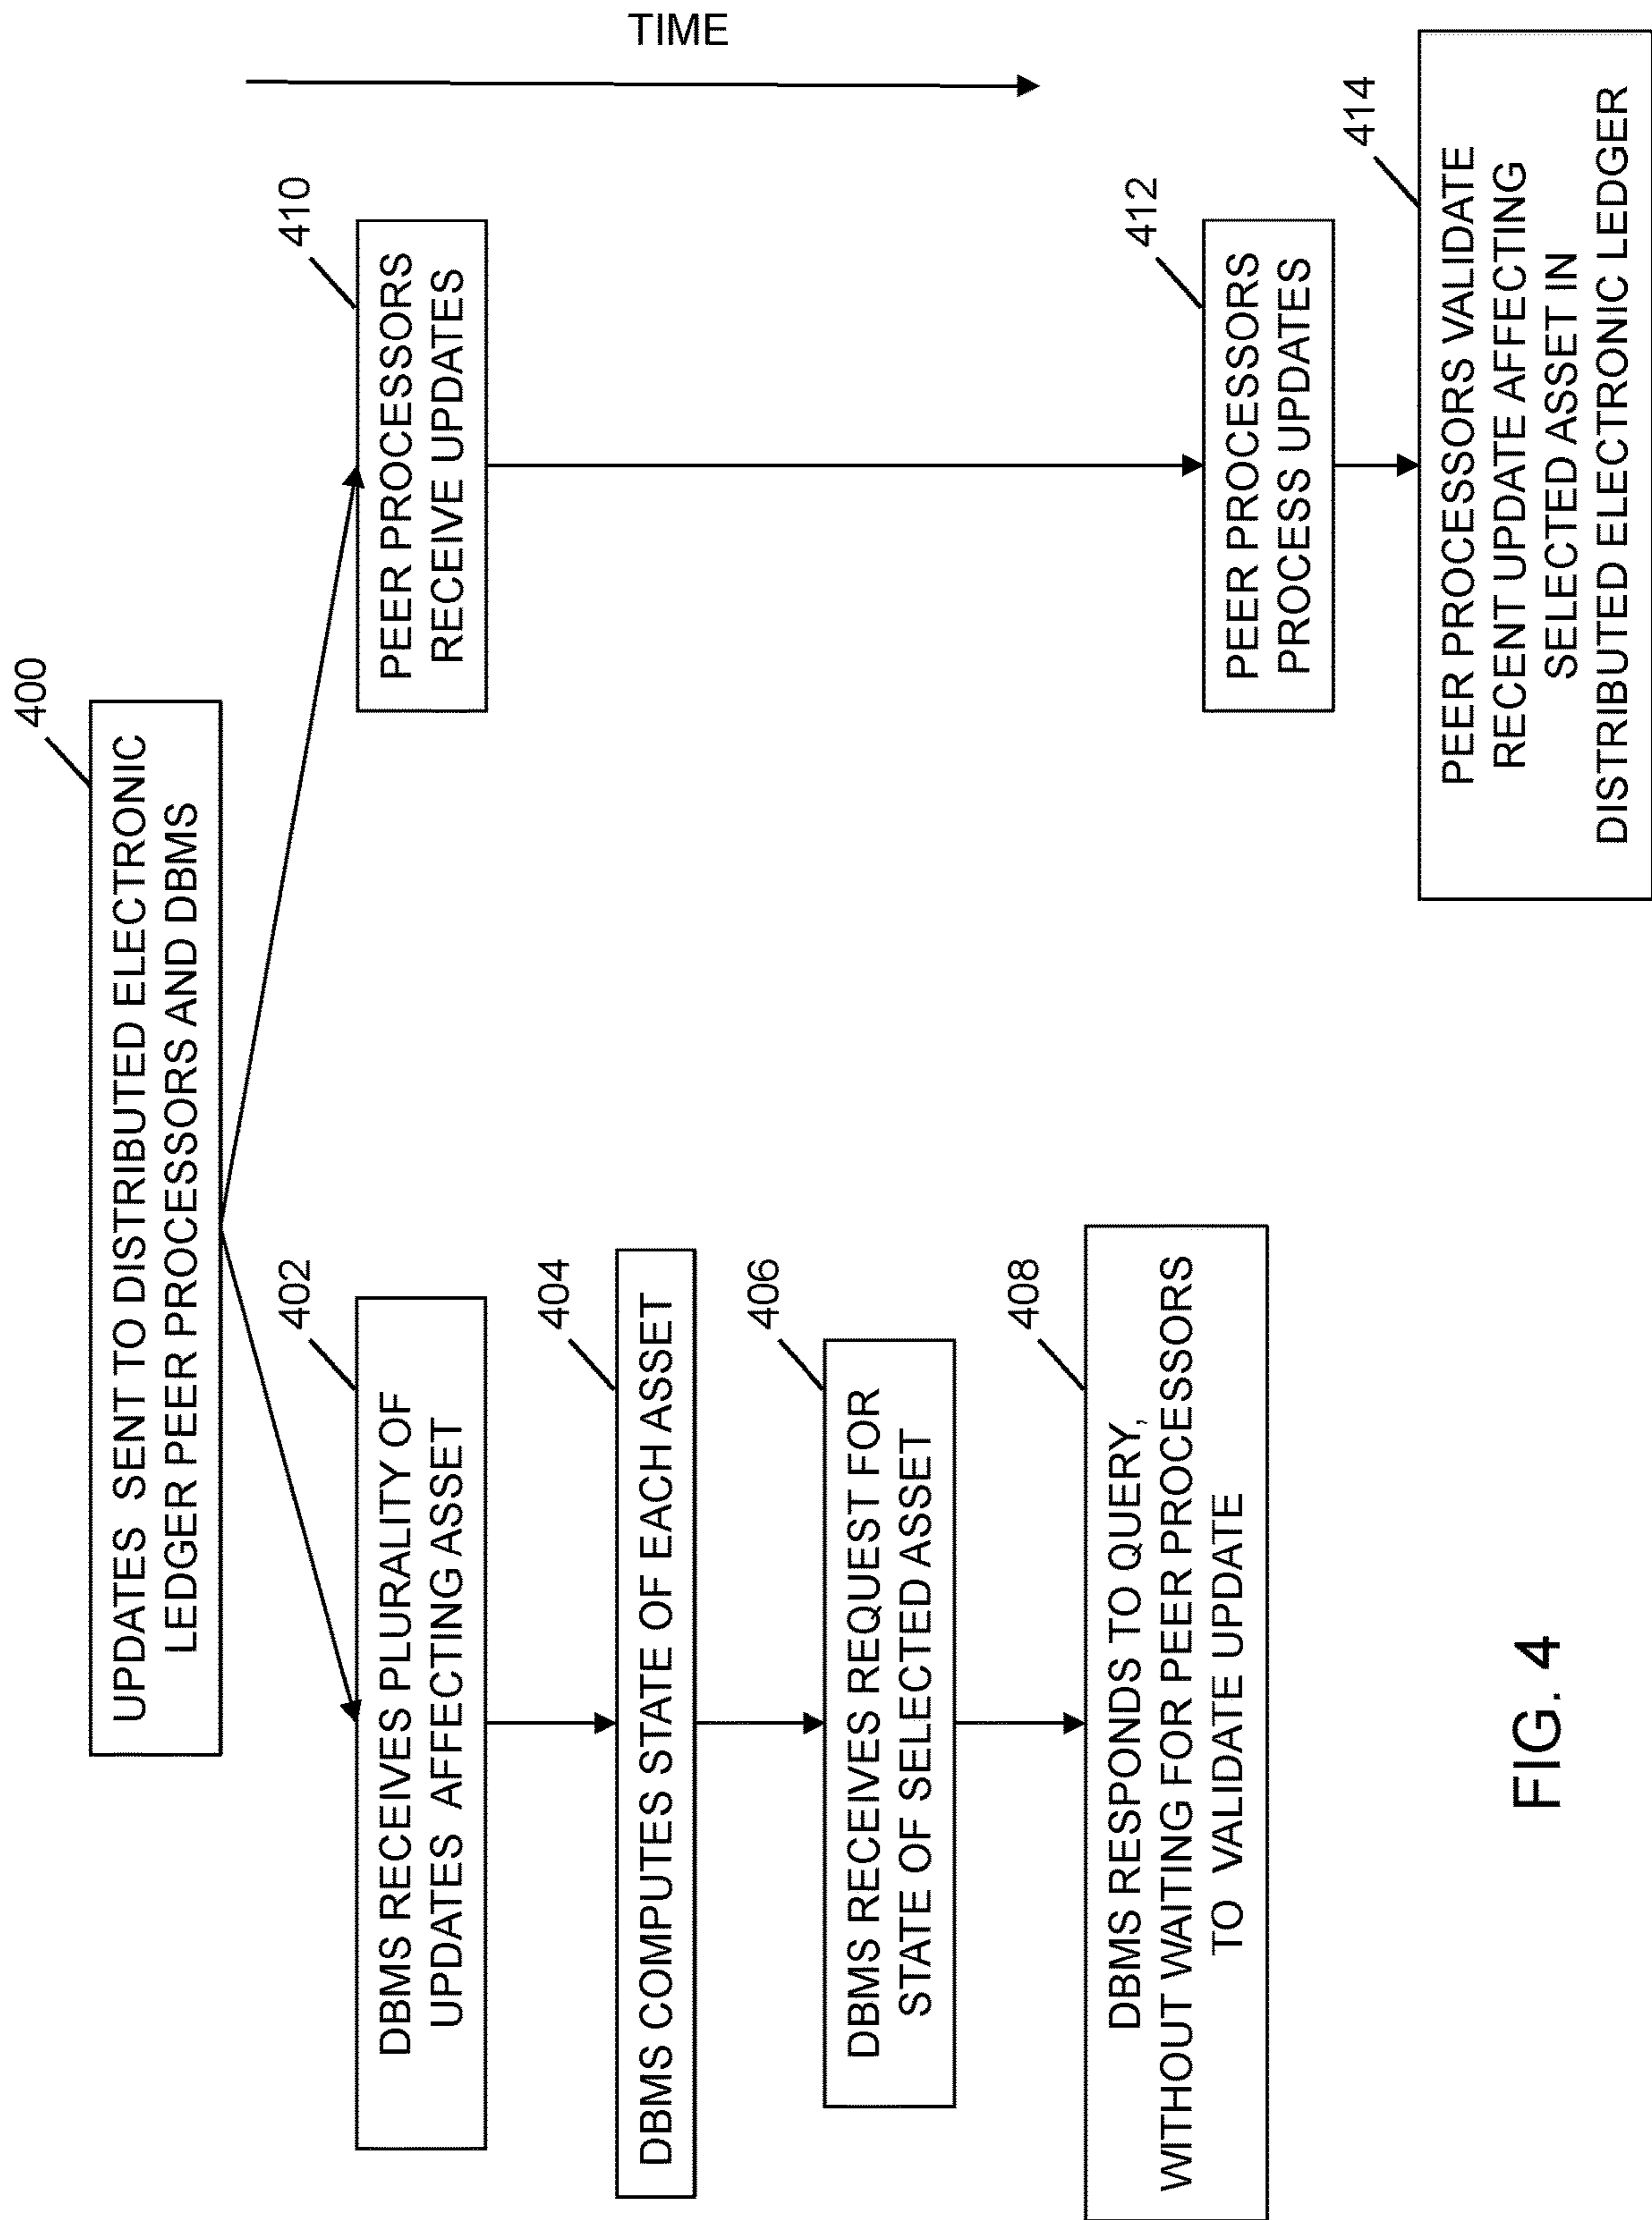 400
UPDATES SENT TO DISTRIBUTED ELECTRONIC
LEDGER PEER PROCESSORS AND DBMS
402
DBMS RECEIVES PLURALITY OF
UPDATES AFFECTING ASSET
404
DBMS COMPUTES STATE OF EACH ASSET
406
DBMS RECEIVES REQUEST FOR
STATE OF SELECTED ASSET
408
DBMS RESPONDS TO QUERY,
WITHOUT WAITING FOR PEER PROCESSORS
TO VALIDATE UPDATE
410
PEER PROCESSORS
RECEIVE UPDATES
412
PEER PROCESSORS
PROCESS UPDATES
414
PEER PROCESSORS VALIDATE
RECENT UPDATE AFFECTING
SELECTED ASSET IN
DISTRIBUTED ELECTRONIC LEDGER
TIME
FIG. 4